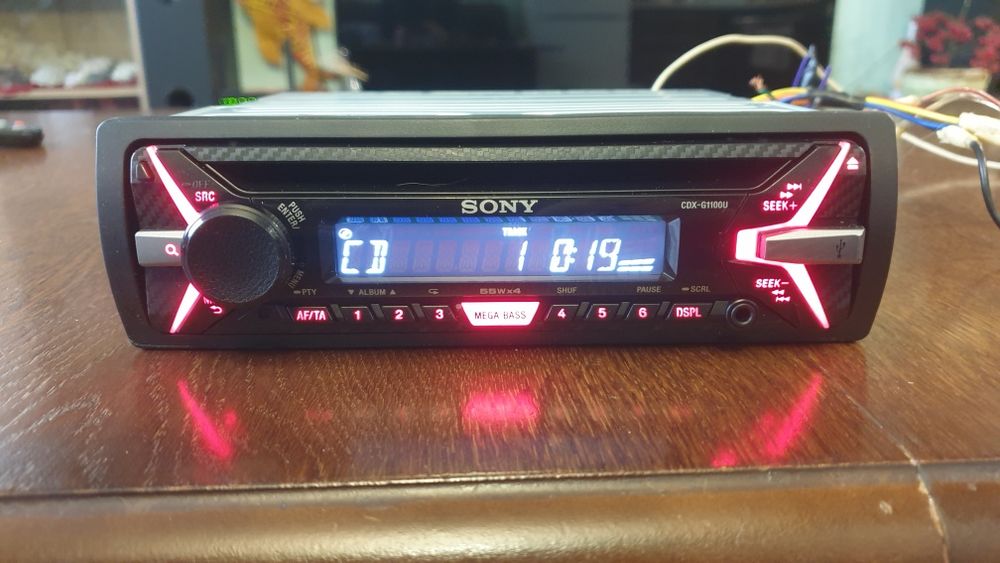 OFF
SRC
PUSH
ENTER/
MENU
SONY
CDX-G1100U
TRACK
CD 1 0:19
SEEK+
SEEK-
PTY
ALBUM
55W×4
SHUF
PAUSE
SCRL
AF/TA
1
2
3
MEGA BASS
4
5
6
DSPL